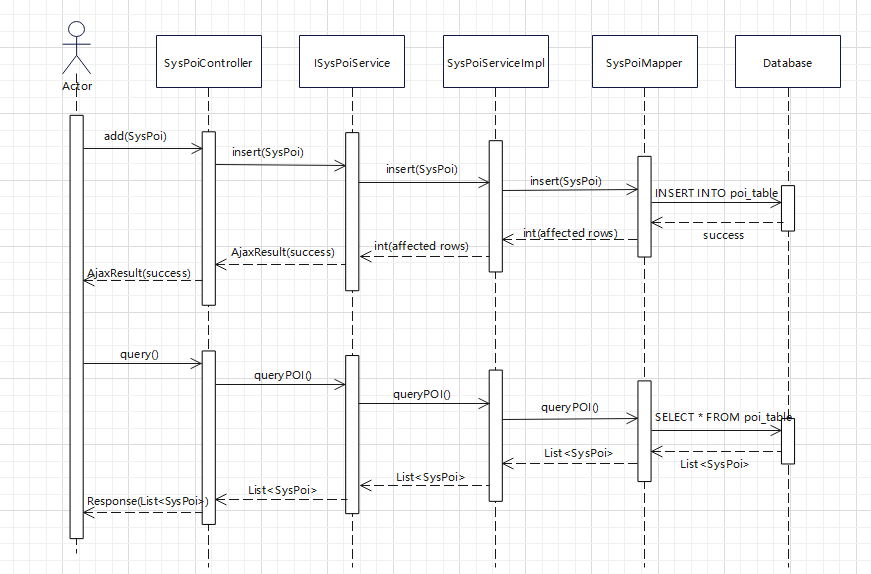 Actor
SysPoiController
ISysPoiService
SysPoiServiceImpl
SysPoiMapper
Database
add(SysPoi)
insert(SysPoi)
insert(SysPoi)
insert(SysPoi)
INSERT INTO poi_table
success
int(affected rows)
int(affected rows)
AjaxResult(success)
AjaxResult(success)
query()
queryPOI()
queryPOI()
queryPOI()
SELECT * FROM poi_table
List<SysPoi>
List<SysPoi>
List<SysPoi>
List<SysPoi>
Response(List<SysPoi>)